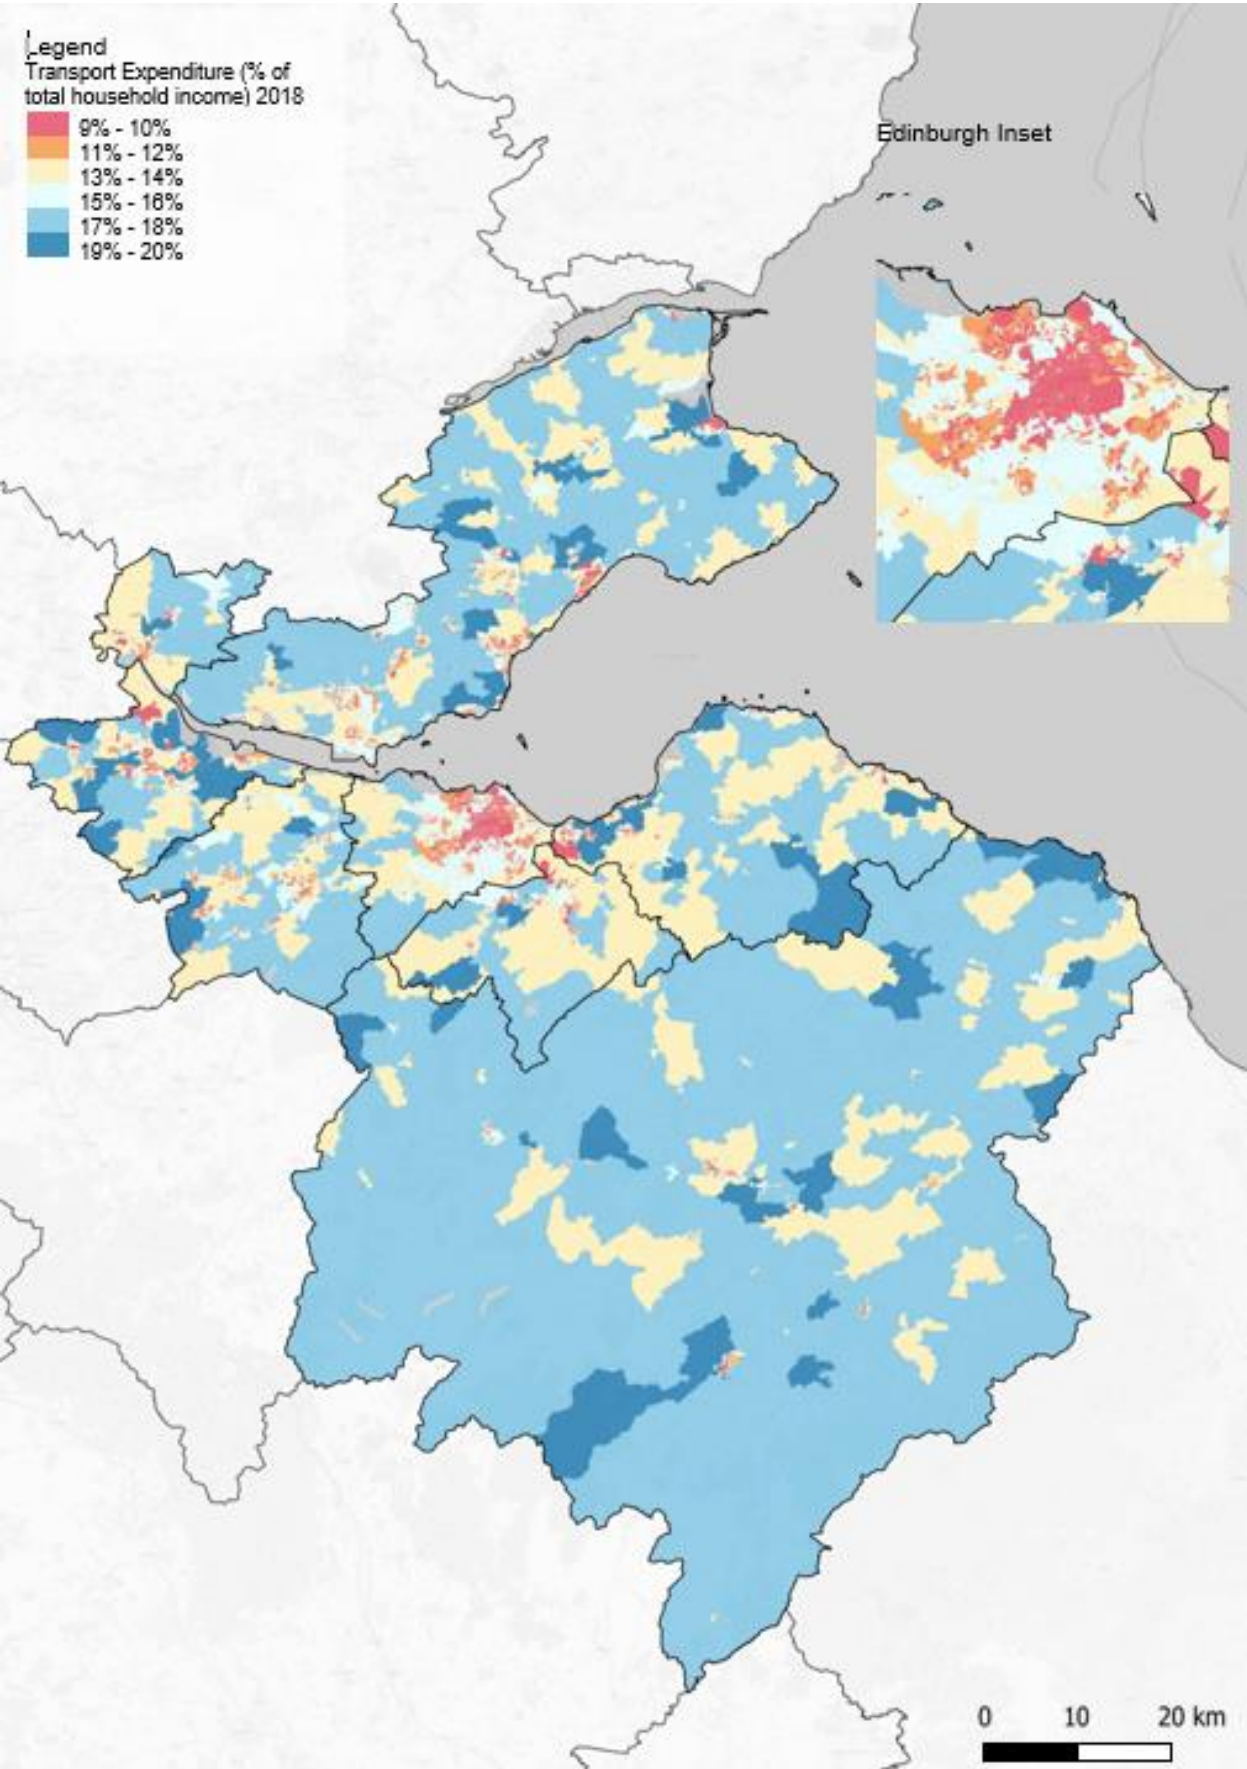 Legend
Transport Expenditure (% of
total household income) 2018
9% - 10%
11% - 12%
13% - 14%
15% - 16%
17% - 18%
19% - 20%
Edinburgh Inset
0 10 20 km